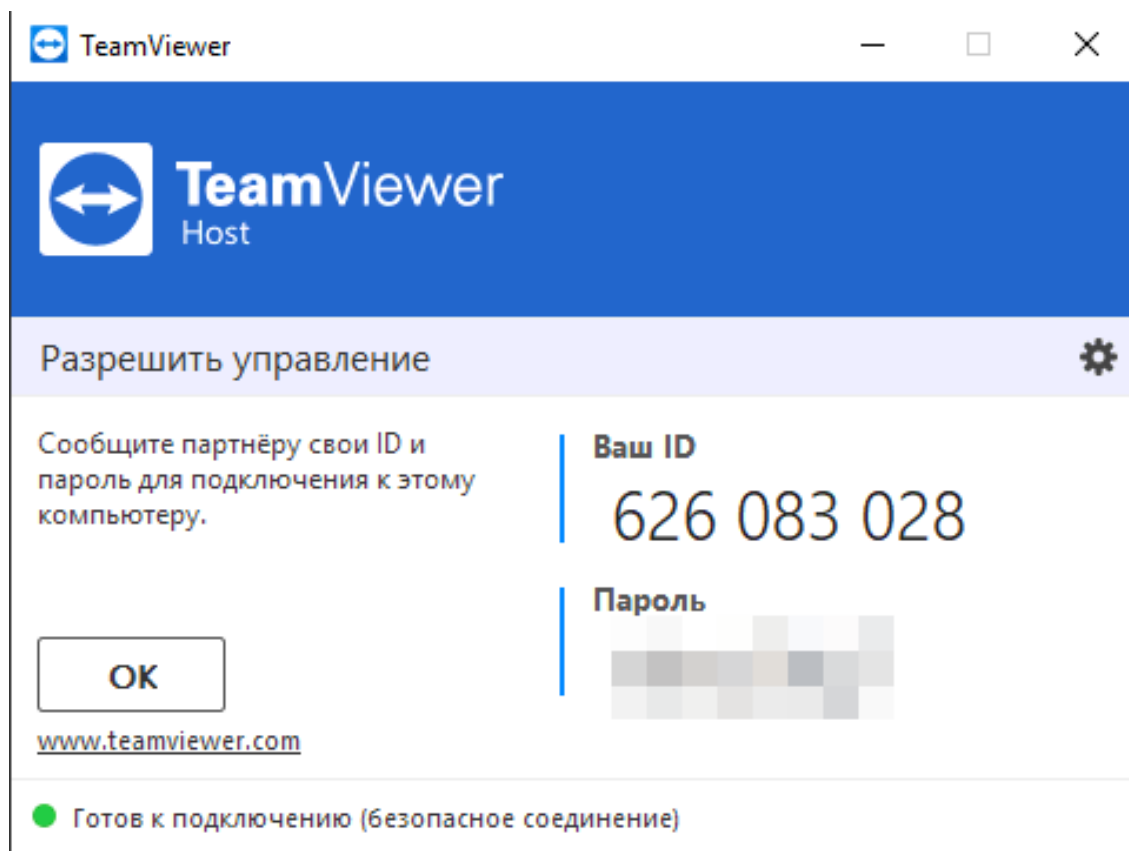 TeamViewer
TeamViewer
Host
Разрешить управление
Сообщите партнёру свои ID и
пароль для подключения к этому
компьютеру.
Ваш ID
626 083 028
Пароль
OK
www.teamviewer.com
Готов к подключению (безопасное соединение)